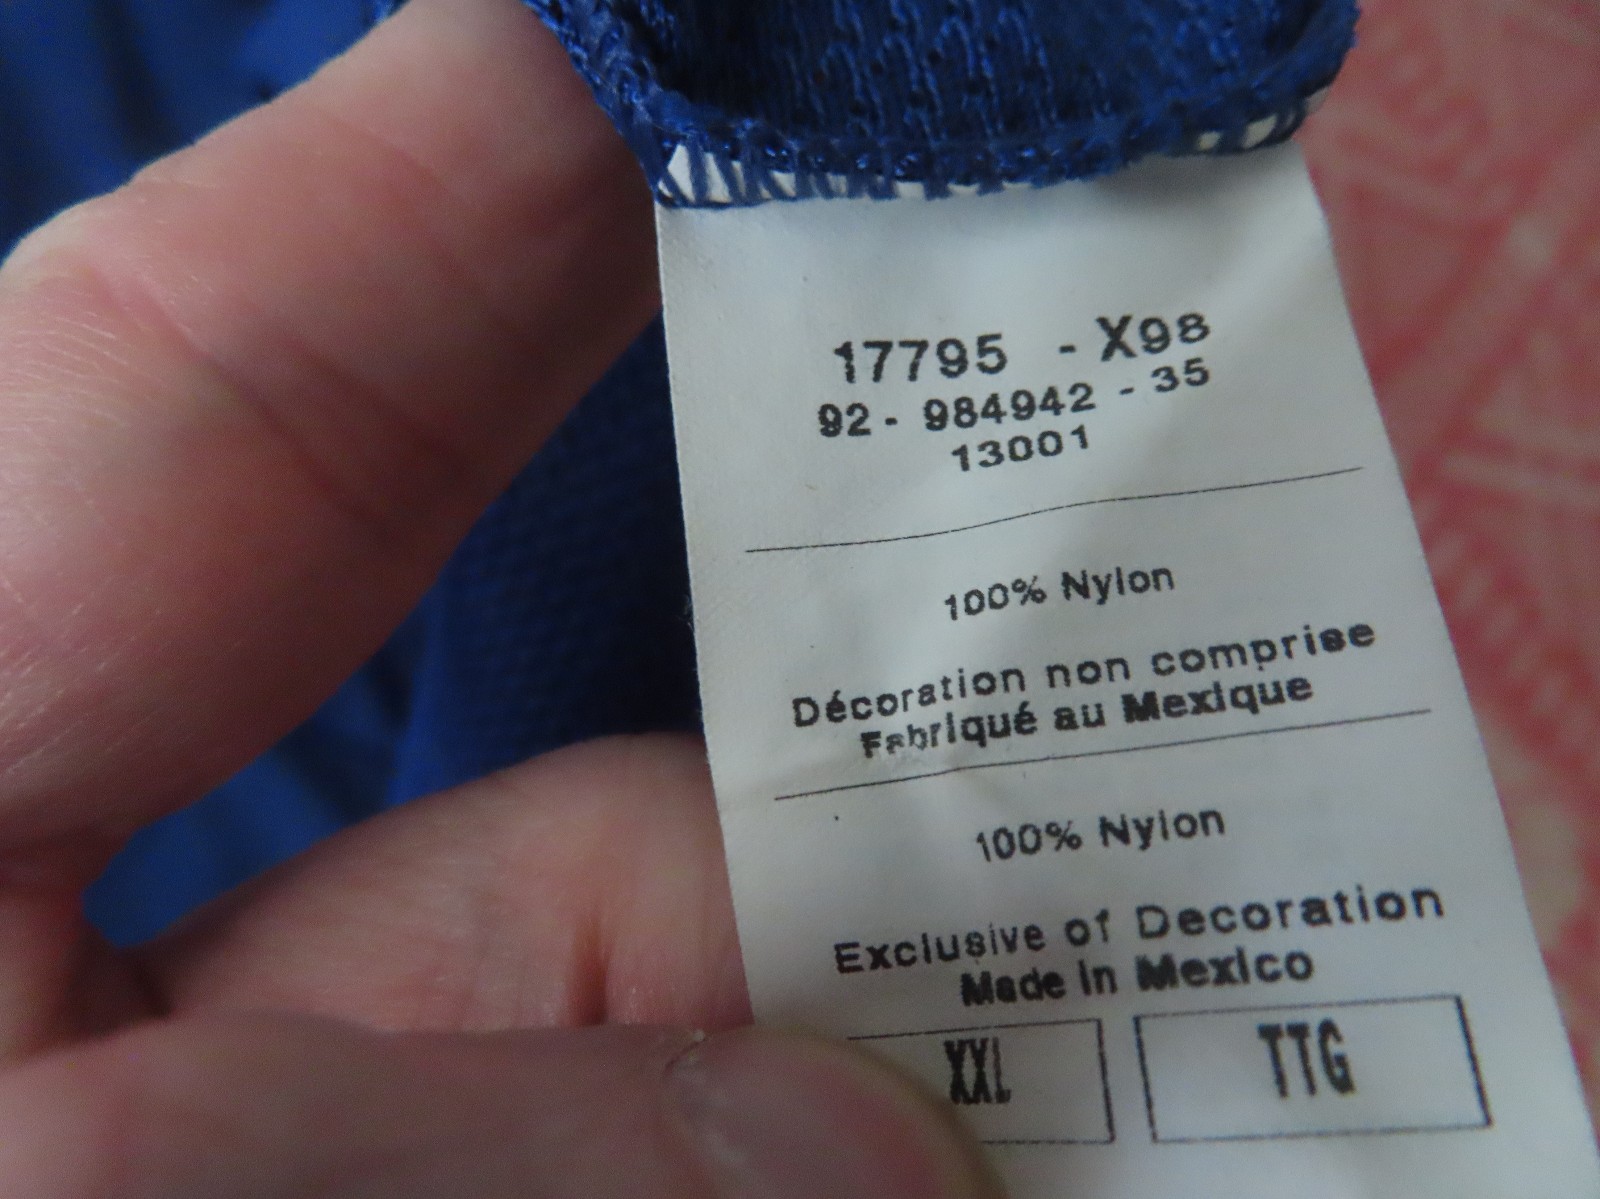 17795 - X98
92 - 984942 - 35
13001
100% Nylon
Décoration non comprise
Fabriqué au Mexique
100% Nylon
Exclusive of Decoration
Made in Mexico
XXL TTG